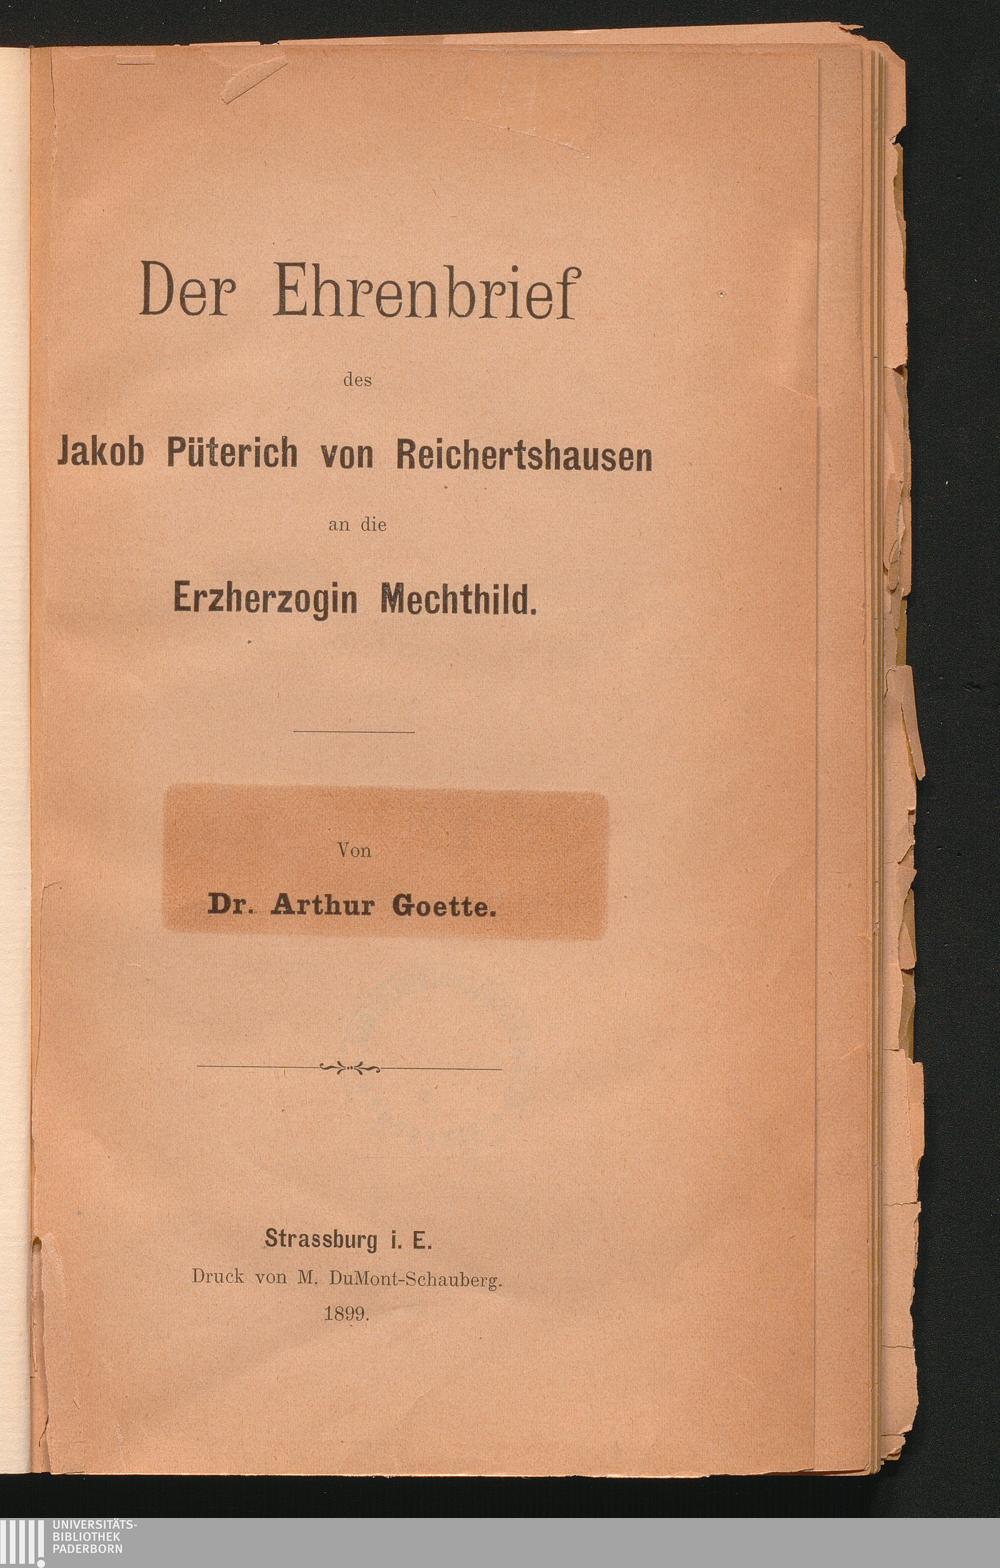 Der Ehrenbrief
des
Jakob Püterich von Reichertshausen
an die
Erzherzogin Mechthild.
Von
Dr. Arthur Goette.
Strassburg i. E.
Druck von M. DuMont-Schauberg.
1899.
UNIVERSITÄTS-
BIBLIOTHEK
PADERBORN